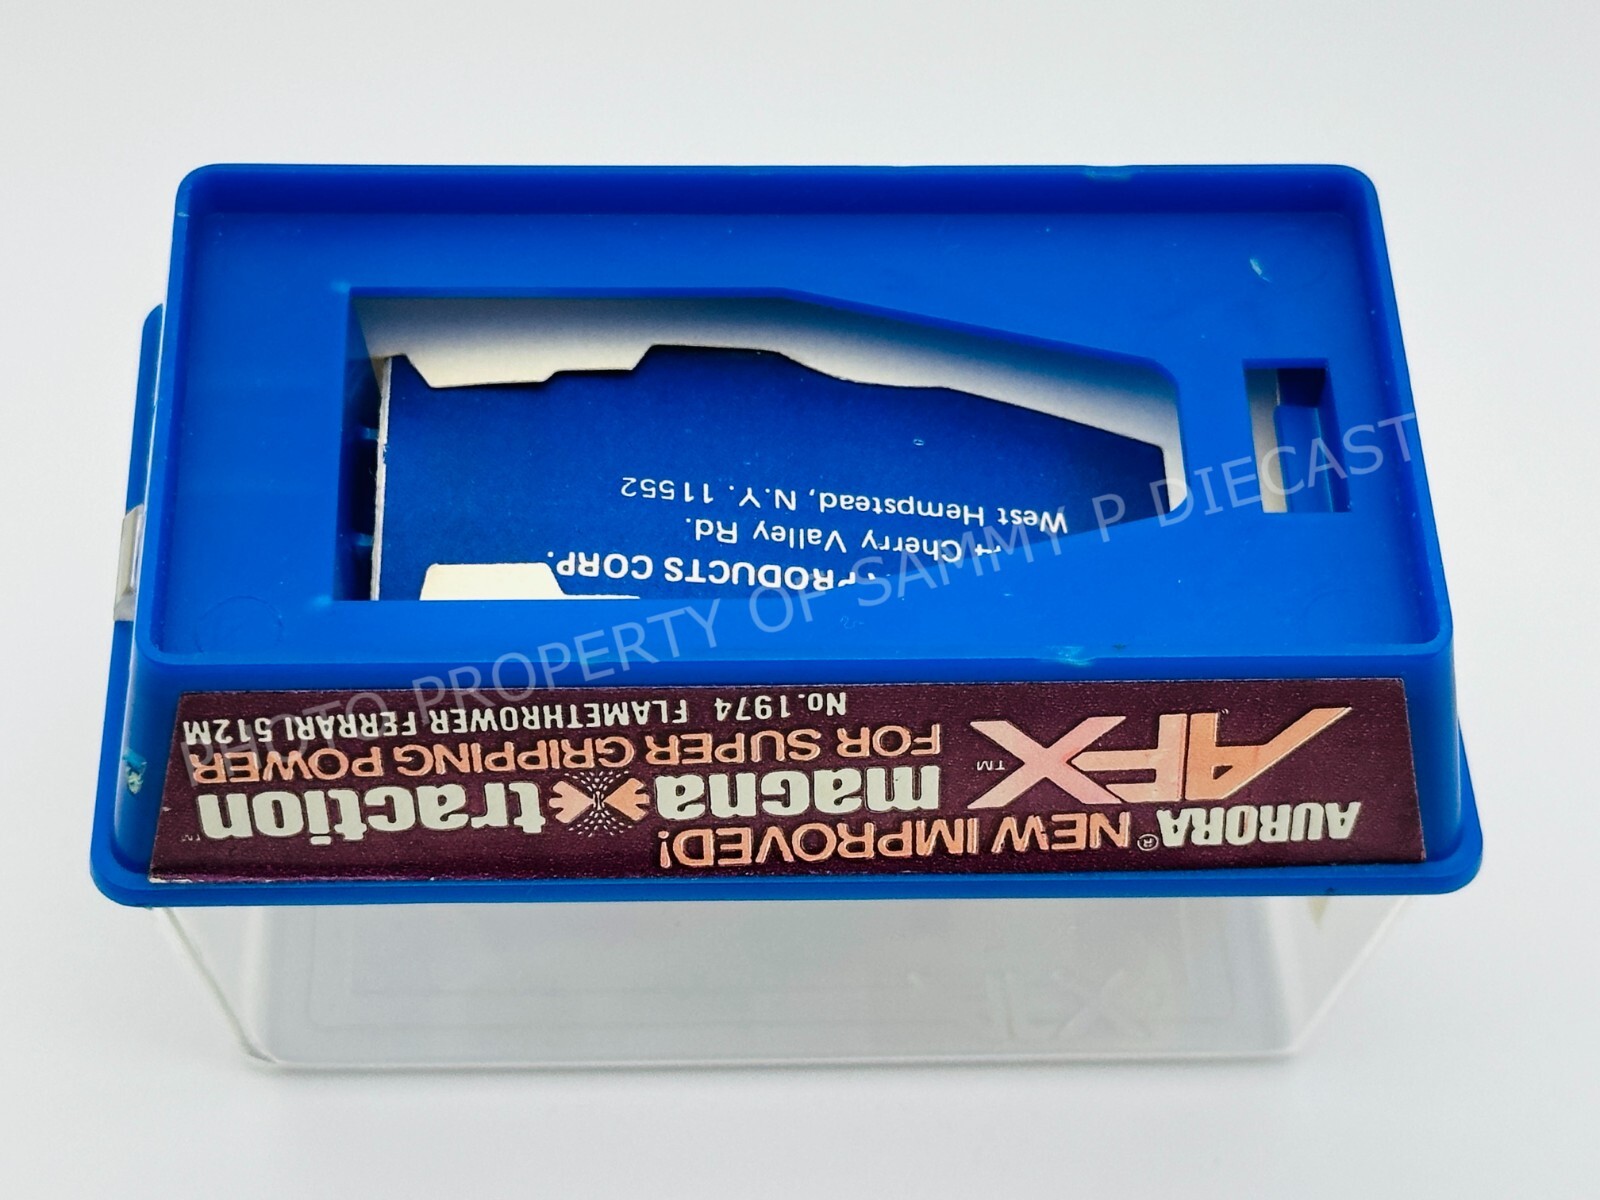 AURORA® NEW IMPROVED!
AFX™ magna traction™
FOR SUPER GRIPPING POWER
No.1974 FLAMETHROWER FERRARI 512M
PRODUCTS CORP.
Cherry Valley Rd.
West Hempstead, N.Y. 11552
PHOTO PROPERTY OF SAMMY P DIECAST